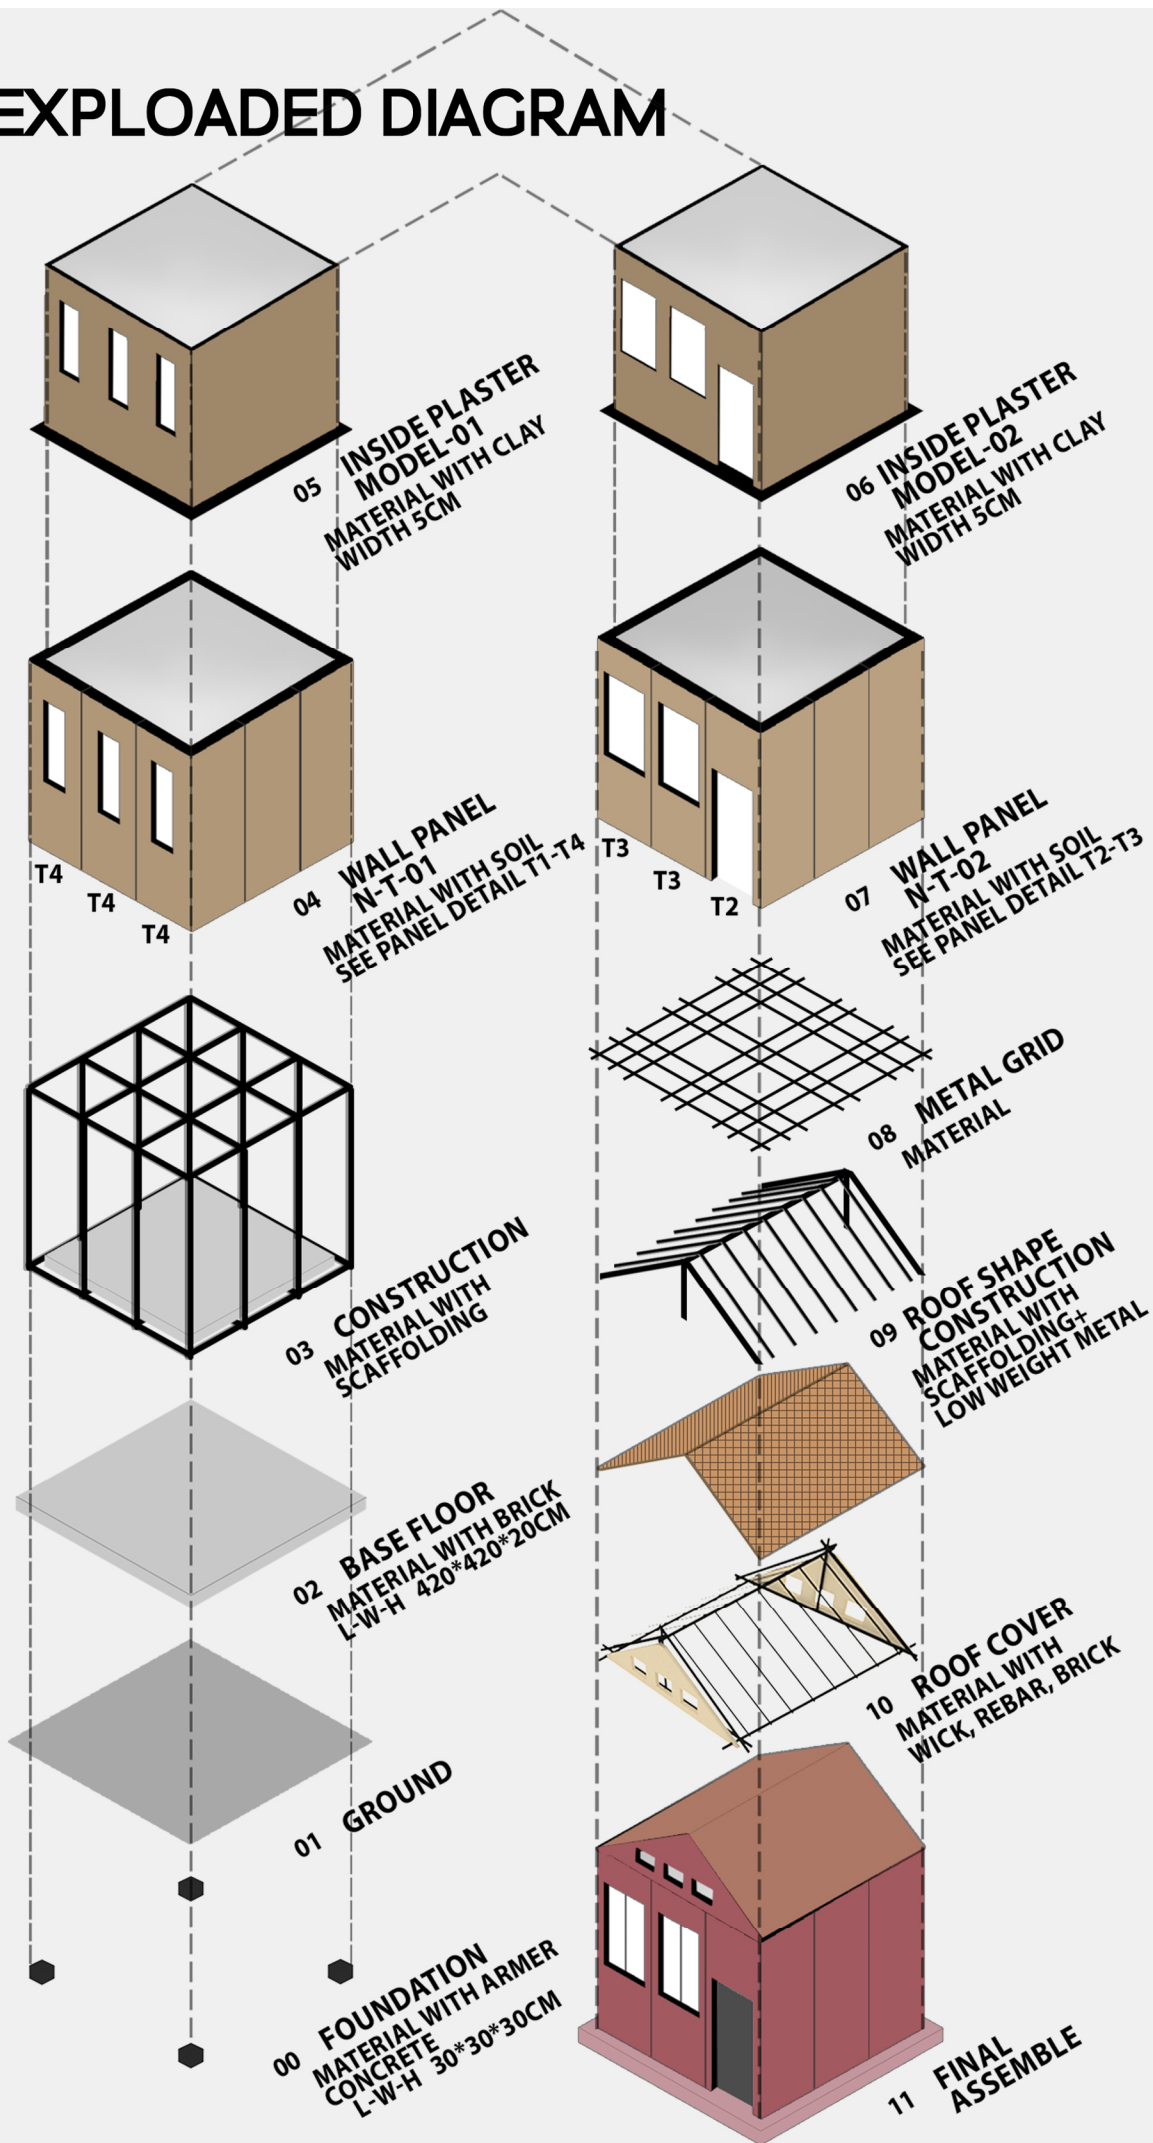 EXPLOADED DIAGRAM
05 INSIDE PLASTER
MODEL-01
MATERIAL WITH CLAY
WIDTH 5CM
06 INSIDE PLASTER
MODEL-02
MATERIAL WITH CLAY
WIDTH 5CM
T4
T4
T4
04 WALL PANEL
N-T-01
MATERIAL WITH SOIL
SEE PANEL DETAIL T1-T4
T3
T3
T2
07 WALL PANEL
N-T-02
MATERIAL WITH SOIL
SEE PANEL DETAIL T2-T3
08 METAL GRID
MATERIAL
03 CONSTRUCTION
MATERIAL WITH
SCAFFOLDING
09 ROOF SHAPE
CONSTRUCTION
MATERIAL WITH
SCAFFOLDING+
LOW WEIGHT METAL
02 BASE FLOOR
MATERIAL WITH BRICK
L-W-H 420*420*20CM
10 ROOF COVER
MATERIAL WITH
WICK, REBAR, BRICK
01 GROUND
00 FOUNDATION
MATERIAL WITH ARMER
CONCRETE
L-W-H 30*30*30CM
11 FINAL
ASSEMBLE